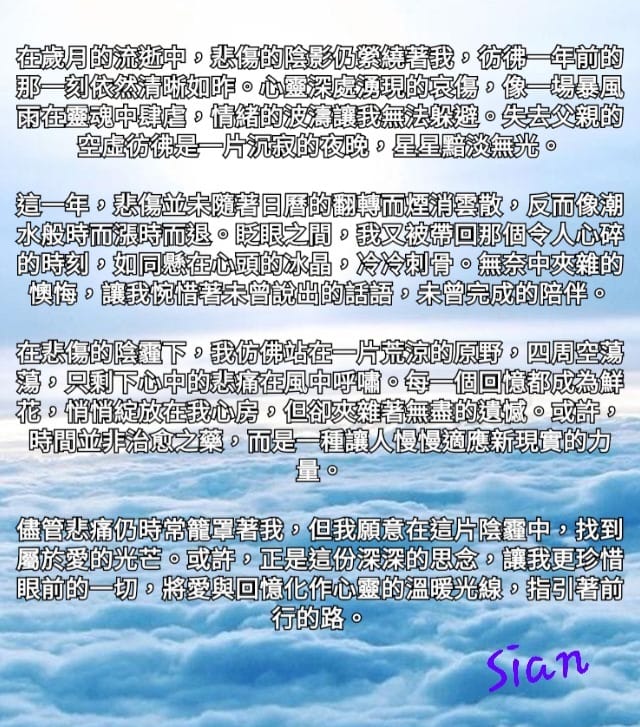 在歲月的流逝中，悲傷的陰影仍縈繞著我，彷彿一年前的
那一刻依然清晰如昨。心靈深處湧現的哀傷，像一場暴風
雨在靈魂中肆虐，情緒的波濤讓我無法躲避。失去父親的
空虛彷彿是一片沉寂的夜晚，星星黯淡無光。
這一年，悲傷並未隨著日曆的翻轉而煙消雲散，反而像潮
水般時而漲時而退。眨眼之間，我又被帶回那個令人心碎
的時刻，如同懸在心頭的冰晶，冷冷刺骨。無奈中夾雜的
懊悔，讓我惋惜著未曾說出的話語，未曾完成的陪伴。
在悲傷的陰霾下，我仿佛站在一片荒涼的原野，四周空蕩
蕩，只剩下心中的悲痛在風中呼嘯。每一個回憶都成為鮮
花，悄悄綻放在我心房，但卻夾雜著無盡的遺憾。或許，
時間並非治愈之藥，而是一種讓人慢慢適應新現實的力
量。
儘管悲痛仍時常籠罩著我，但我願意在這片陰霾中，找到
屬於愛的光芒。或許，正是這份深深的思念，讓我更珍惜
眼前的一切，將愛與回憶化作心靈的溫暖光線，指引著前
行的路。
Sian